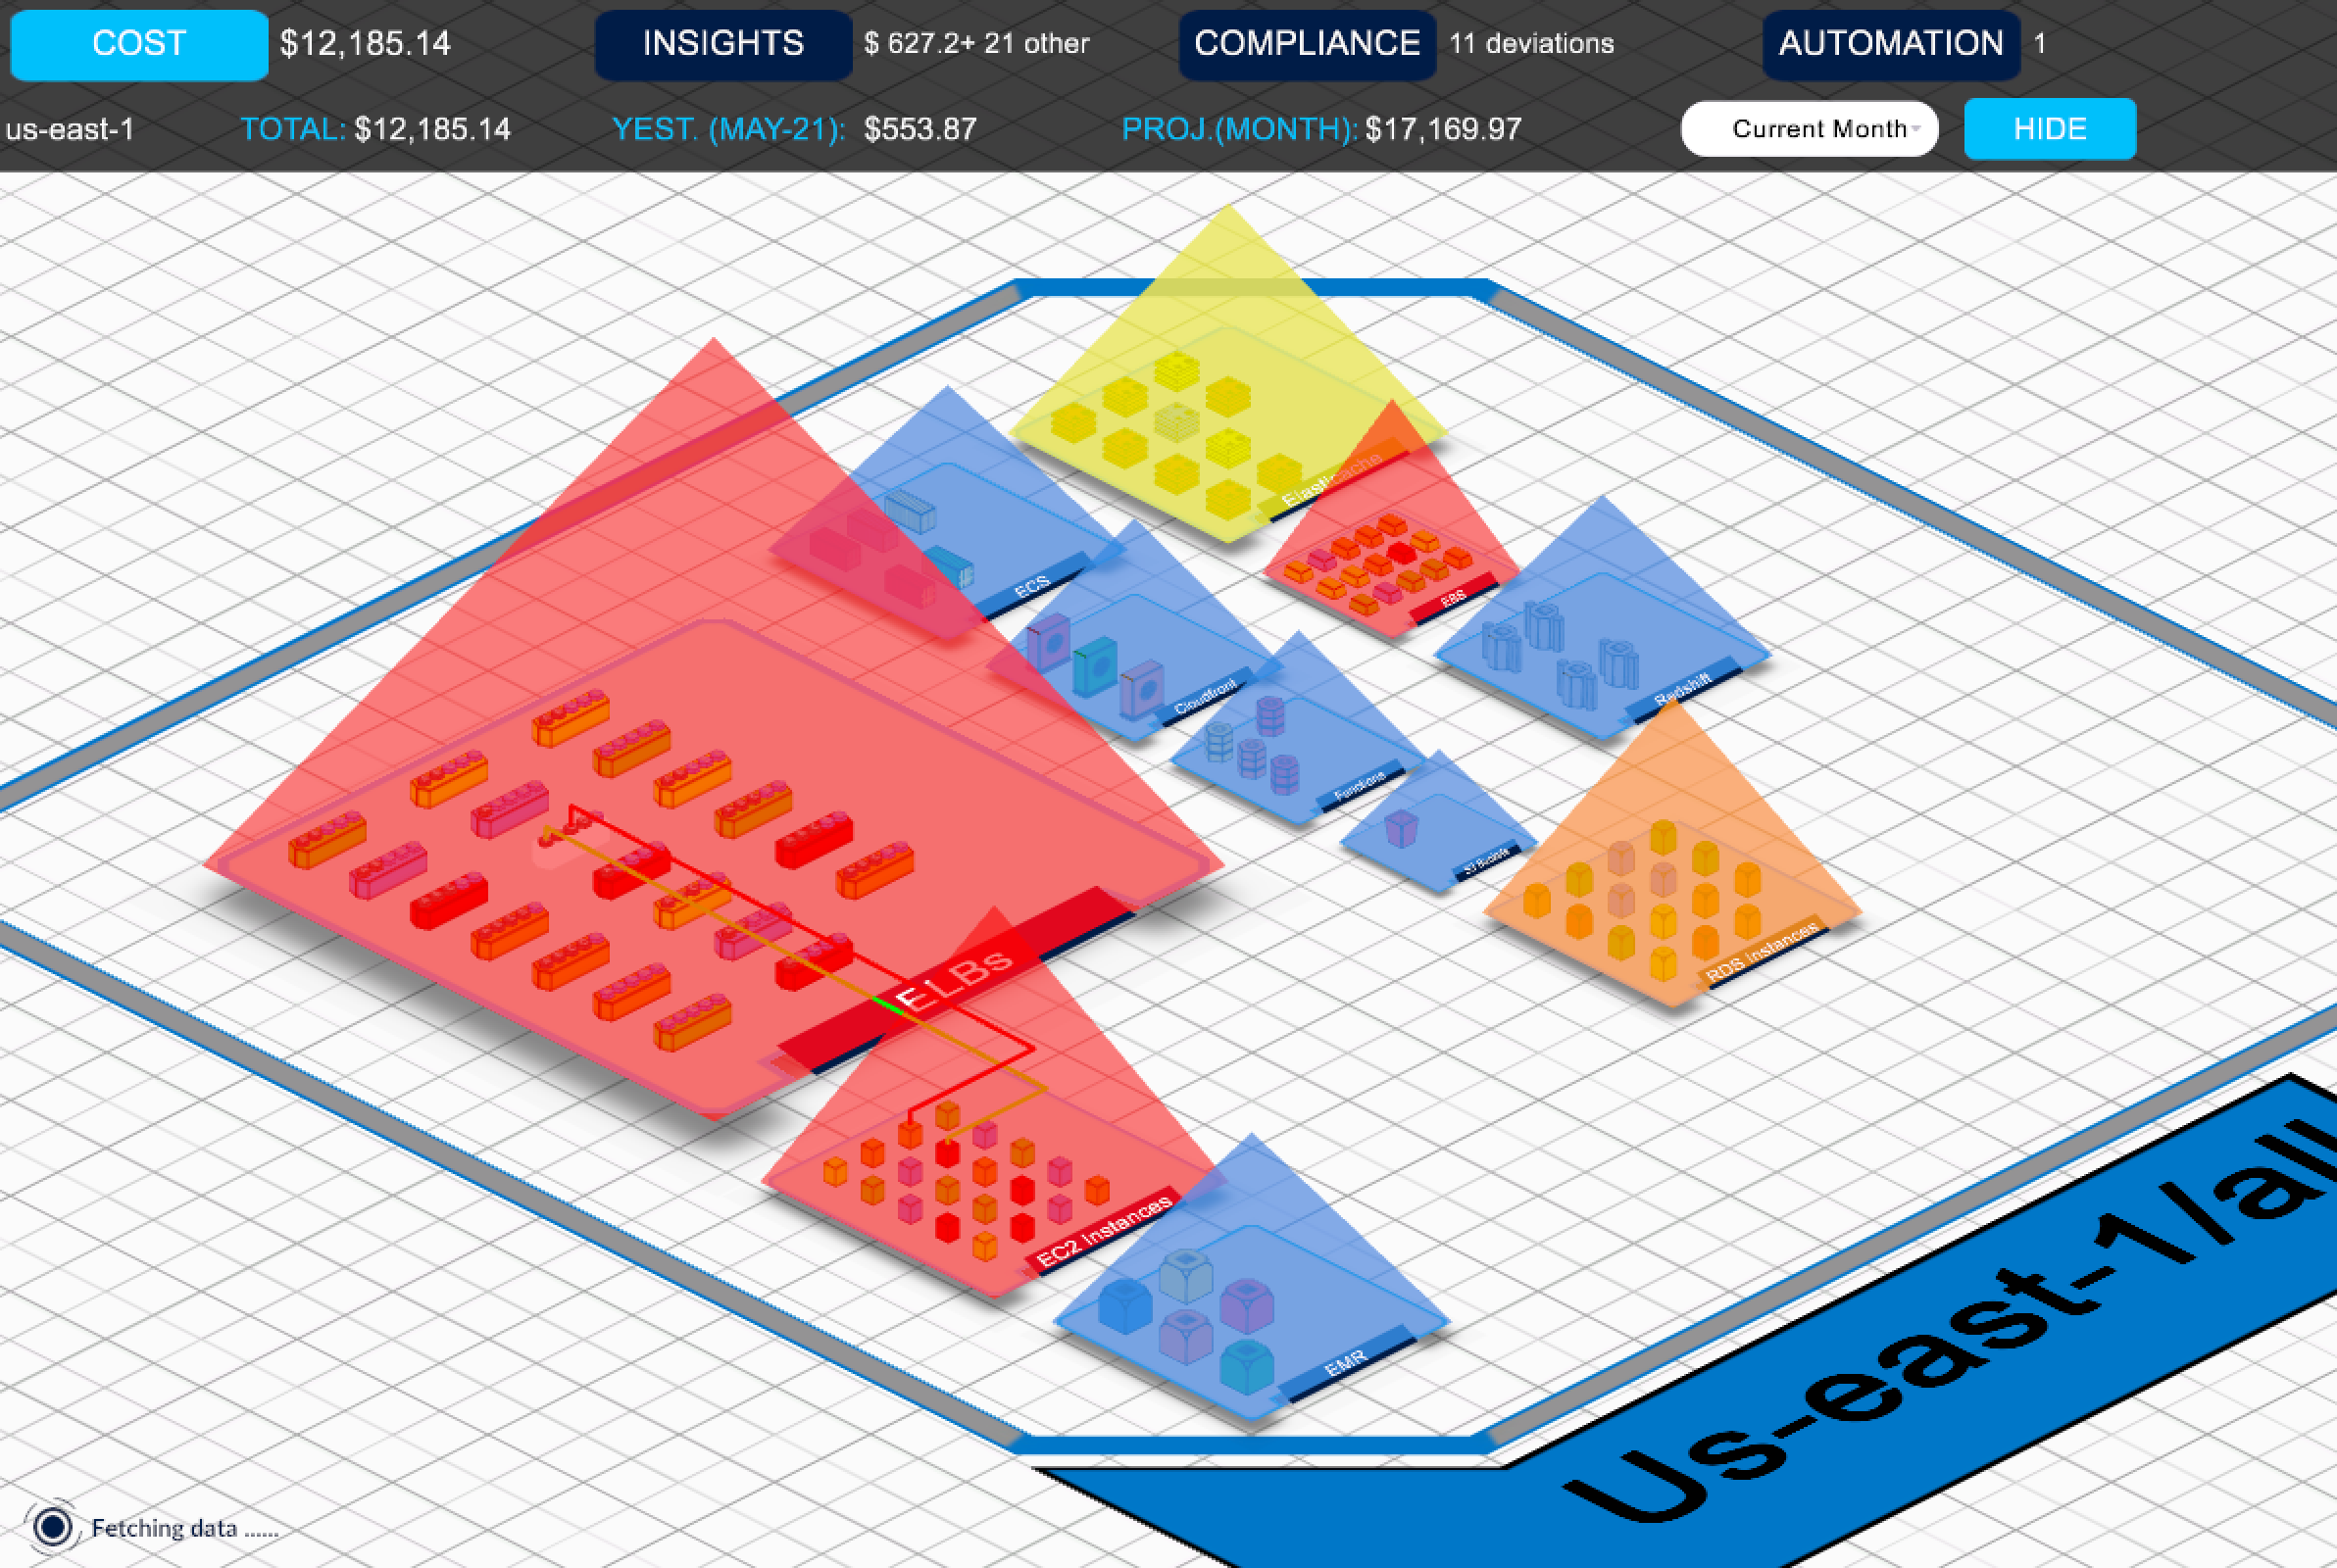 COST $12,185.14 INSIGHTS $ 627.2+ 21 other COMPLIANCE 11 deviations AUTOMATION 1
us-east-1 TOTAL: $12,185.14 YEST. (MAY-21): $553.87 PROJ.(MONTH): $17,169.97 Current Month HIDE
ECS
EBS
Cloudfront
Redshift
Functions
S3 Buckets
RDS Instances
ELBs
EC2 Instances
EMR
Us-east-1/all
Fetching data ......